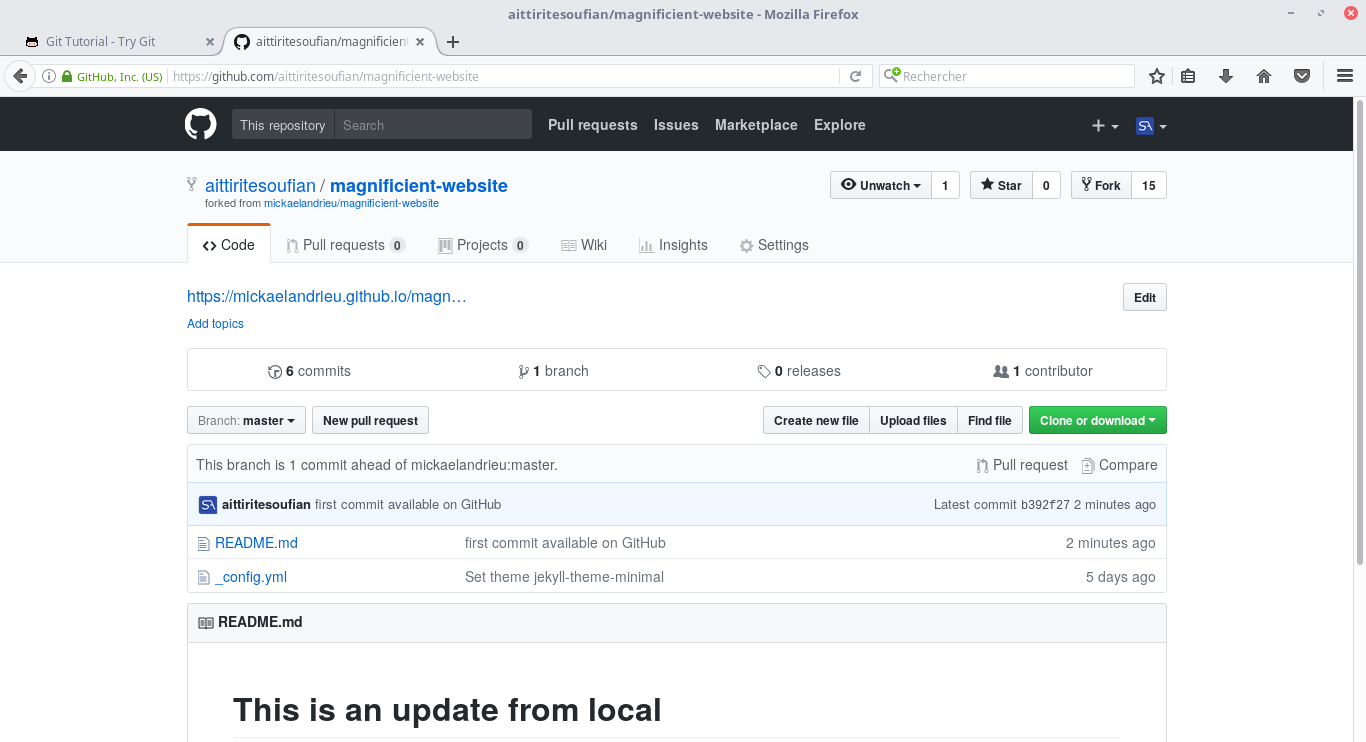 aittiritesoufian/magnificient-website - Mozilla Firefox
Git Tutorial - Try Git
aittiritesoufian/magnificient
GitHub, Inc. (US)
https://github.com/aittiritesoufian/magnificient-website
Rechercher
This repository
Search
Pull requests
Issues
Marketplace
Explore
aittiritesoufian / magnificient-website
Unwatch 1
Star 0
Fork 15
forked from mickaelandrieu/magnificient-website
Code
Pull requests 0
Projects 0
Wiki
Insights
Settings
https://mickaelandrieu.github.io/magn…
Edit
Add topics
6 commits
1 branch
0 releases
1 contributor
Branch: master
New pull request
Create new file
Upload files
Find file
Clone or download
This branch is 1 commit ahead of mickaelandrieu:master.
Pull request
Compare
aittiritesoufian first commit available on GitHub
Latest commit b392f27 2 minutes ago
README.md
first commit available on GitHub
2 minutes ago
_config.yml
Set theme jekyll-theme-minimal
5 days ago
README.md
This is an update from local